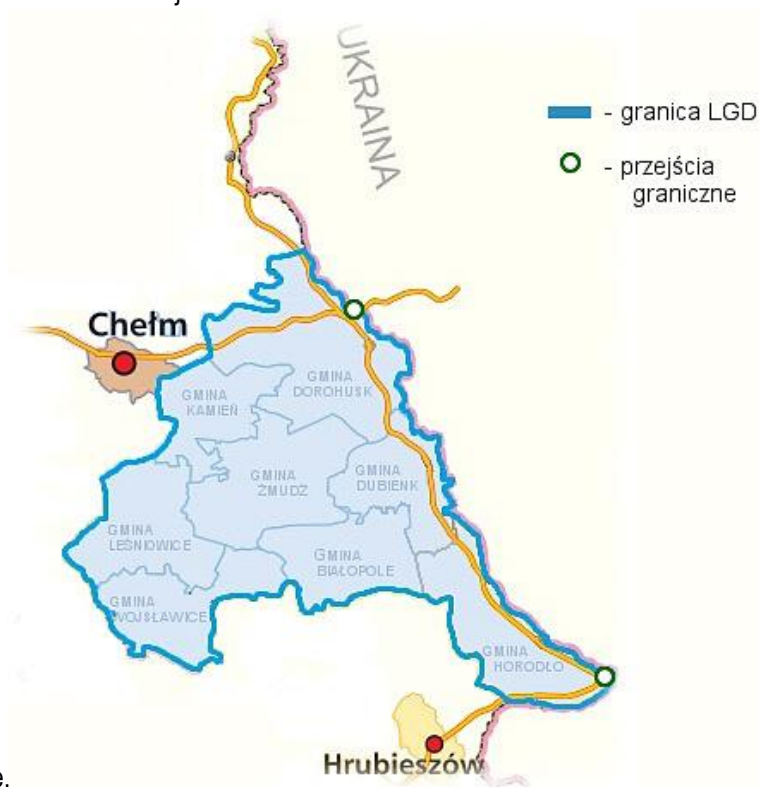 UKRAINA
- granica LGD
- przejścia
graniczne
Chełm
GMINA
KAMIEŃ
GMINA
DOROHUSK
GMINA
ŻMUDŹ
GMINA
DUBIENK
GMINA
LEŚNIOWICE
GMINA
BIAŁOPOLE
GMINA
WOJSŁAWICE
GMINA
HORODŁO
Hrubieszów
e.